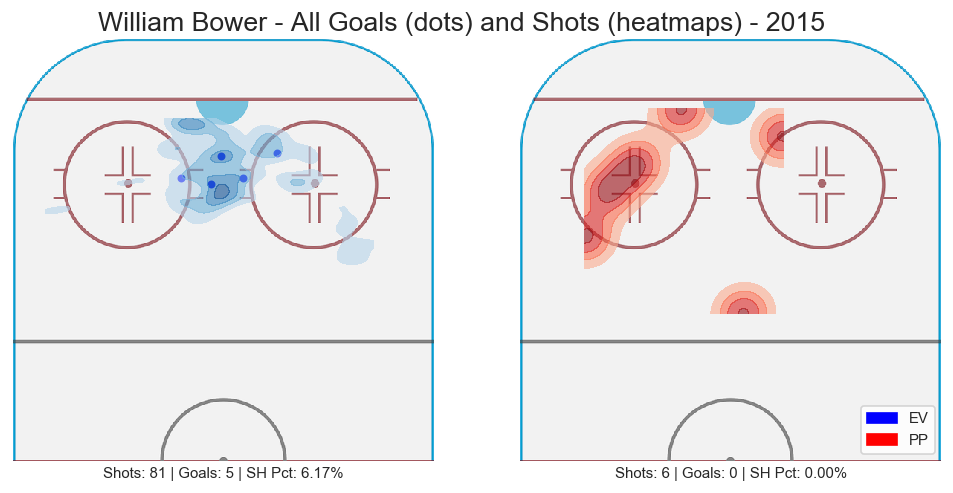 William Bower - All Goals (dots) and Shots (heatmaps) - 2015
EV
PP
Shots: 81 | Goals: 5 | SH Pct: 6.17%
Shots: 6 | Goals: 0 | SH Pct: 0.00%